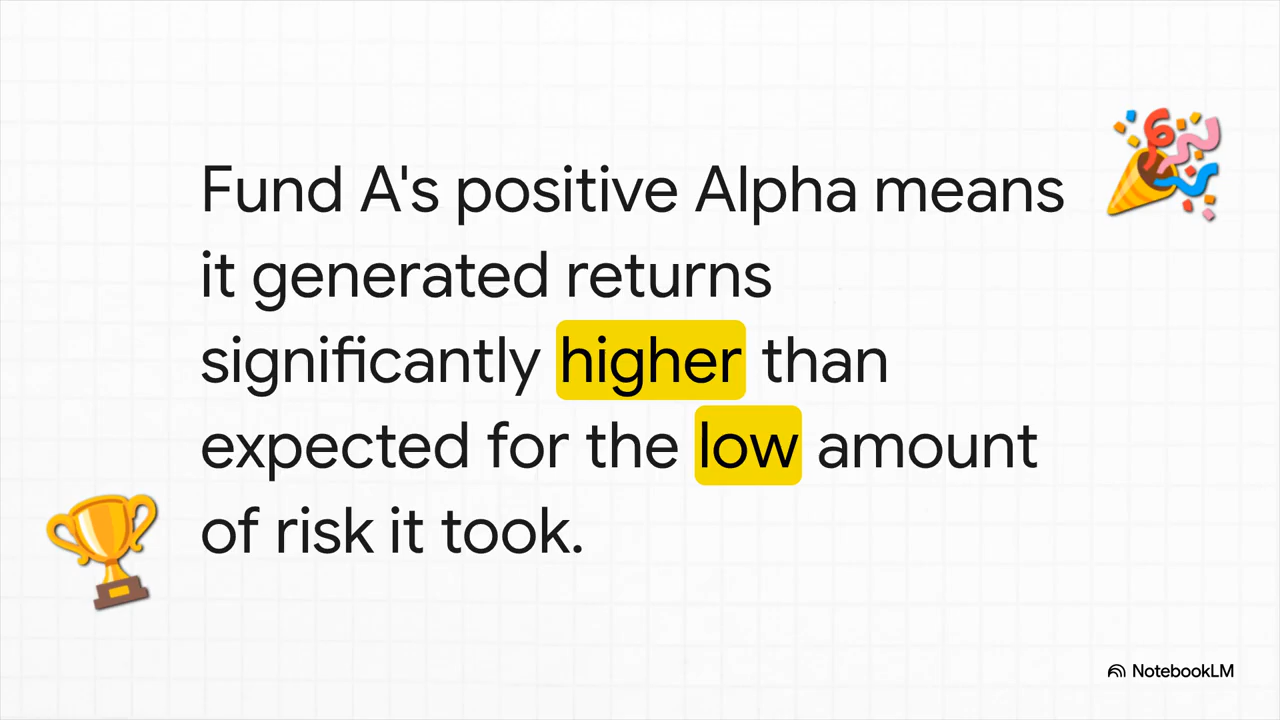 Fund A's positive Alpha means
it generated returns
significantly higher than
expected for the low amount
of risk it took.
NotebookLM